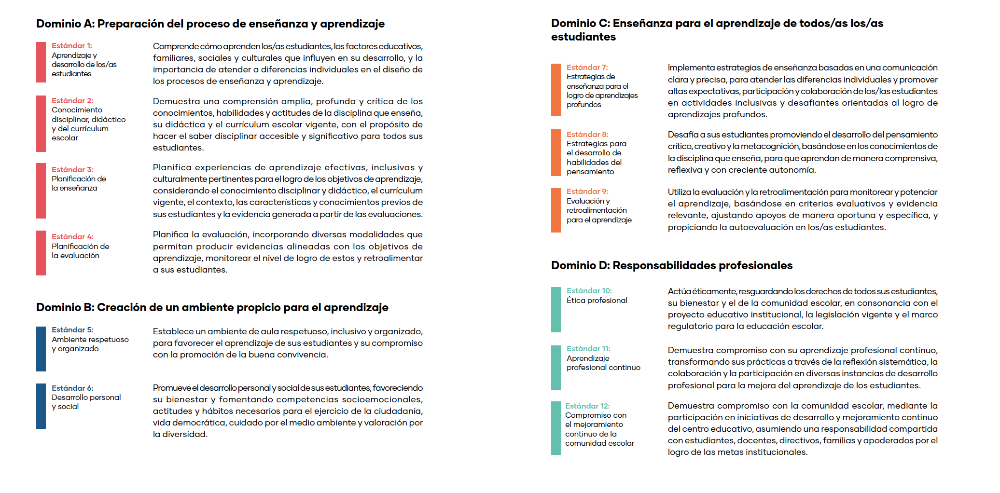 Dominio A: Preparación del proceso de enseñanza y aprendizaje
Estándar 1:
Aprendizaje y
desarrollo de los/as
estudiantes
Comprende cómo aprenden los/as estudiantes, los factores educativos,
familiares, sociales y culturales que influyen en su desarrollo, y la
importancia de atender a diferencias individuales en el diseño de
los procesos de enseñanza y aprendizaje.
Estándar 2:
Conocimiento
disciplinar, didáctico
y del currículum
escolar
Demuestra una comprensión amplia, profunda y crítica de los
conocimientos, habilidades y actitudes de la disciplina que enseña,
su didáctica y el currículum escolar vigente, con el propósito de
hacer el saber disciplinar accesible y significativo para todos sus
estudiantes.
Estándar 3:
Planificación de
la enseñanza
Planifica experiencias de aprendizaje efectivas, inclusivas y
culturalmente pertinentes para el logro de los objetivos de aprendizaje,
considerando el conocimiento disciplinar y didáctico, el currículum
vigente, el contexto, las características y conocimientos previos de
sus estudiantes y la evidencia generada a partir de las evaluaciones.
Estándar 4:
Planificación de
la evaluación
Planifica la evaluación, incorporando diversas modalidades que
permitan producir evidencias alineadas con los objetivos de
aprendizaje, monitorear el nivel de logro de estos y retroalimentar
a sus estudiantes.
Dominio B: Creación de un ambiente propicio para el aprendizaje
Estándar 5:
Ambiente respetuoso
y organizado
Establece un ambiente de aula respetuoso, inclusivo y organizado,
para favorecer el aprendizaje de sus estudiantes y su compromiso
con la promoción de la buena convivencia.
Estándar 6:
Desarrollo personal
y social
Promueve el desarrollo personal y social de sus estudiantes, favoreciendo
su bienestar y fomentando competencias socioemocionales,
actitudes y hábitos necesarios para el ejercicio de la ciudadanía,
vida democrática, cuidado por el medio ambiente y valoración por
la diversidad.
Dominio C: Enseñanza para el aprendizaje de todos/as los/as
estudiantes
Estándar 7:
Estrategias de
enseñanza para el
logro de aprendizajes
profundos
Implementa estrategias de enseñanza basadas en una comunicación
clara y precisa, para atender las diferencias individuales y promover
altas expectativas, participación y colaboración de los/las estudiantes
en actividades inclusivas y desafiantes orientadas al logro de
aprendizajes profundos.
Estándar 8:
Estrategias para
el desarrollo de
habilidades del
pensamiento
Desafía a sus estudiantes promoviendo el desarrollo del pensamiento
crítico, creativo y la metacognición, basándose en los conocimientos de
la disciplina que enseña, para que aprendan de manera comprensiva,
reflexiva y con creciente autonomía.
Estándar 9:
Evaluación y
retroalimentación
para el aprendizaje
Utiliza la evaluación y la retroalimentación para monitorear y potenciar
el aprendizaje, basándose en criterios evaluativos y evidencia
relevante, ajustando apoyos de manera oportuna y específica, y
propiciando la autoevaluación en los/as estudiantes.
Dominio D: Responsabilidades profesionales
Estándar 10:
Ética profesional
Actúa éticamente, resguardando los derechos de todos sus estudiantes,
su bienestar y el de la comunidad escolar, en consonancia con el
proyecto educativo institucional, la legislación vigente y el marco
regulatorio para la educación escolar.
Estándar 11:
Aprendizaje
profesional continuo
Demuestra compromiso con su aprendizaje profesional continuo,
transformando sus prácticas a través de la reflexión sistemática, la
colaboración y la participación en diversas instancias de desarrollo
profesional para la mejora del aprendizaje de los estudiantes.
Estándar 12:
Compromiso con
el mejoramiento
continuo de la
comunidad escolar
Demuestra compromiso con la comunidad escolar, mediante la
participación en iniciativas de desarrollo y mejoramiento continuo
del centro educativo, asumiendo una responsabilidad compartida
con estudiantes, docentes, directivos, familias y apoderados por el
logro de las metas institucionales.